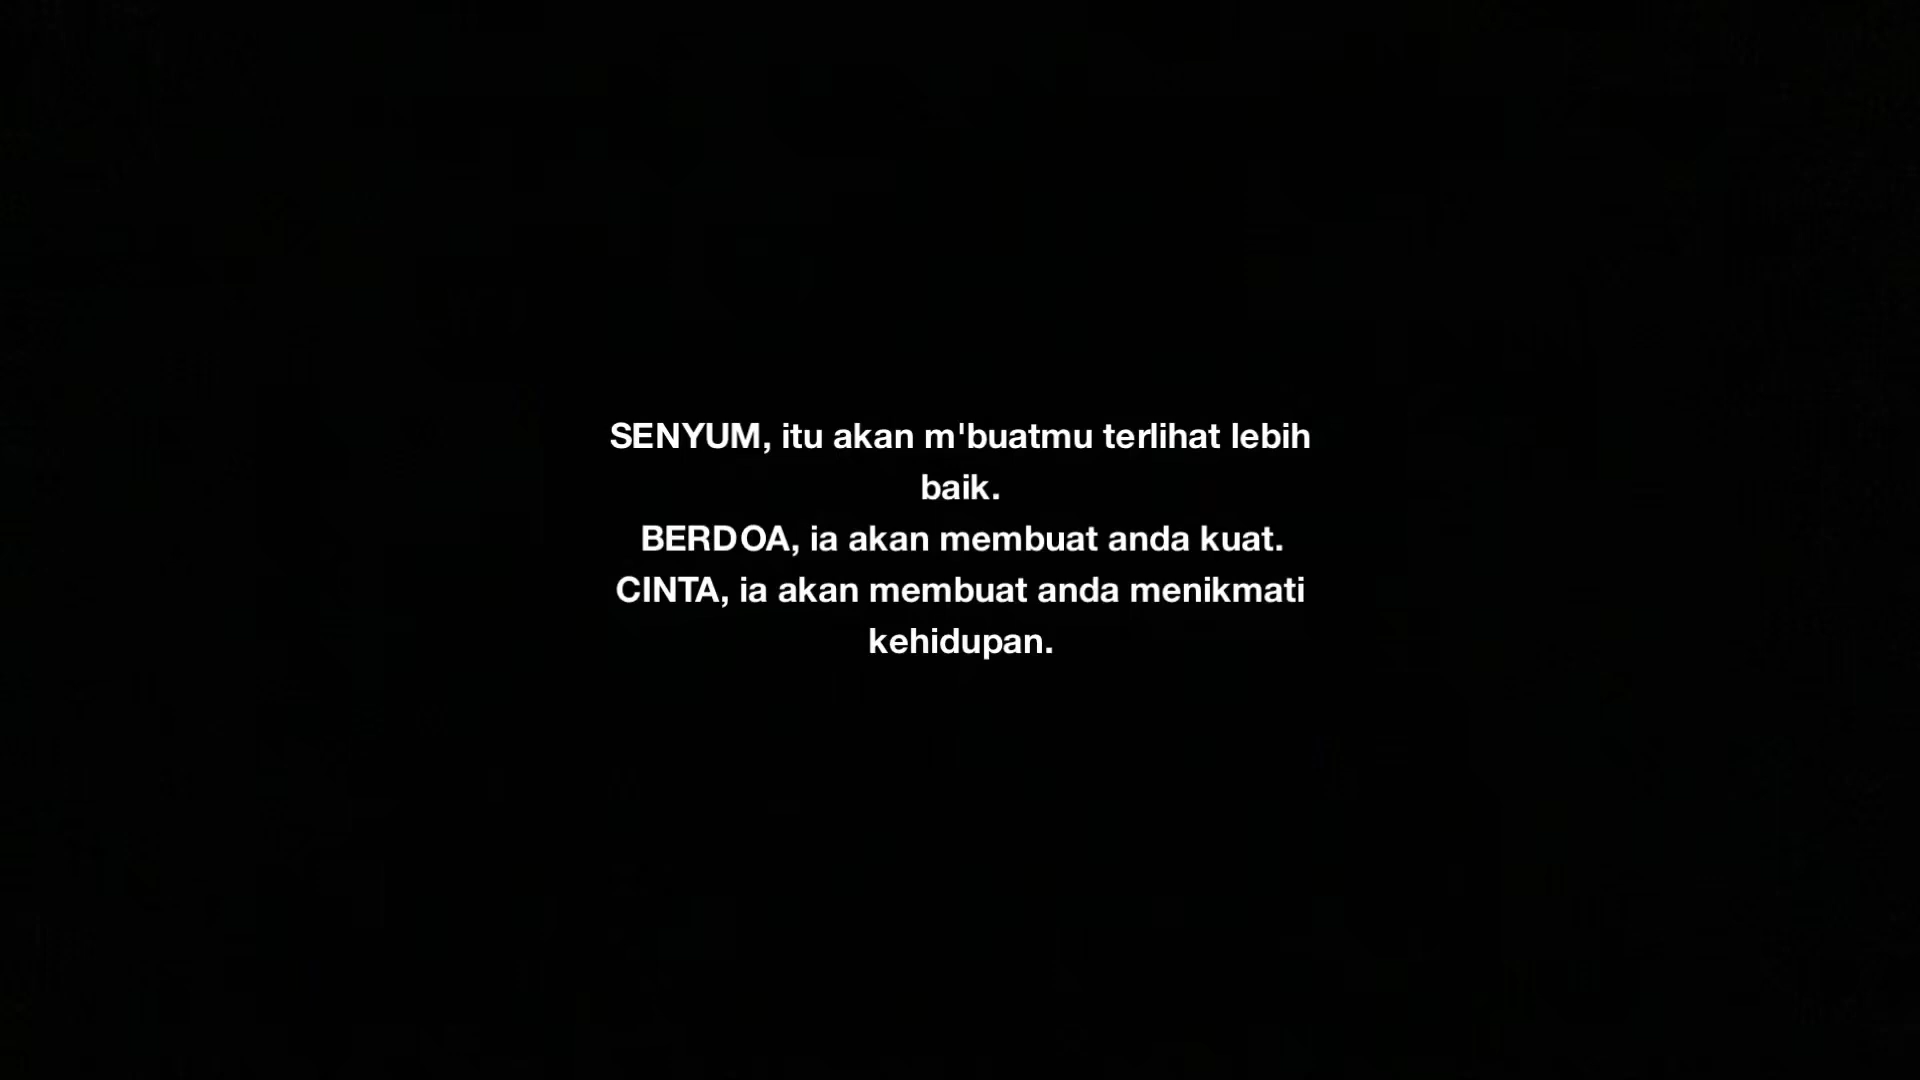 SENYUM, itu akan m'buatmu terlihat lebih
baik.
BERDOA, ia akan membuat anda kuat.
CINTA, ia akan membuat anda menikmati
kehidupan.